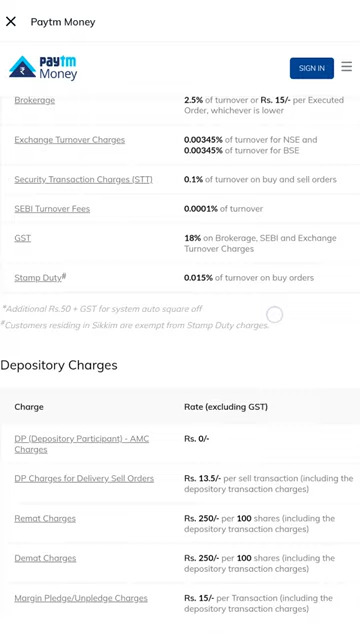 Paytm Money
paytm
Money
SIGN IN
Brokerage
2.5% of turnover or Rs. 15/- per Executed
Order, whichever is lower
Exchange Turnover Charges
0.00345% of turnover for NSE and
0.00345% of turnover for BSE
Security Transaction Charges (STT)
0.1% of turnover on buy and sell orders
SEBI Turnover Fees
0.0001% of turnover
GST
18% on Brokerage, SEBI and Exchange
Turnover Charges
Stamp Duty#
0.015% of turnover on buy orders
*Additional Rs.50 + GST for system auto square off
#Customers residing in Sikkim are exempt from Stamp Duty charges.
Depository Charges
Charge
Rate (excluding GST)
DP (Depository Participant) - AMC
Charges
Rs. 0/-
DP Charges for Delivery Sell Orders
Rs. 13.5/- per sell transaction (including the
depository transaction charges)
Remat Charges
Rs. 250/- per 100 shares (including the
depository transaction charges)
Demat Charges
Rs. 250/- per 100 shares (including the
depository transaction charges)
Margin Pledge/Unpledge Charges
Rs. 15/- per Transaction (including the
depository transaction charges)